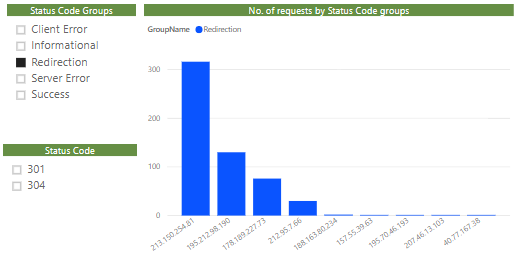 Status Code Groups
Client Error
Informational
Redirection
Server Error
Success
Status Code
301
304
No. of requests by Status Code groups
GroupName Redirection
300
200
100
0
213.150.254.81
195.212.98.190
178.189.227.73
212.95.7.66
188.163.80.234
157.55.39.63
195.70.46.193
207.46.13.103
40.77.167.38